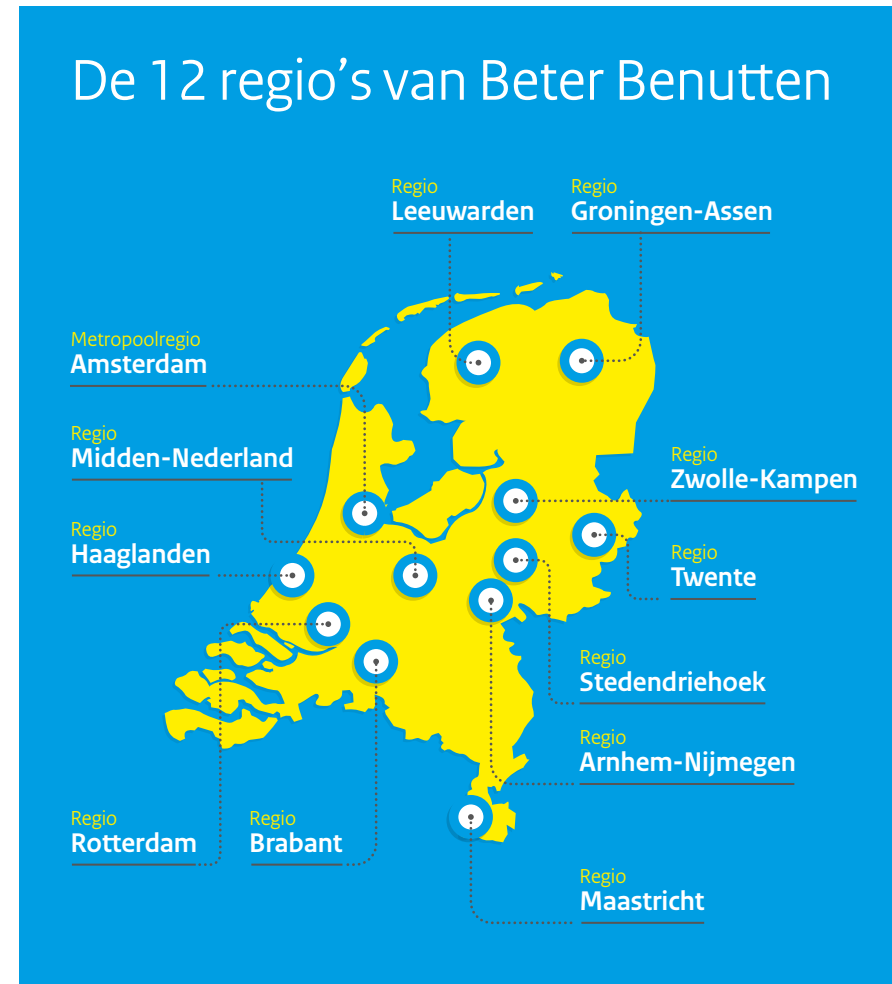 De 12 regio's van Beter Benutten
Regio
Leeuwarden
Regio
Groningen-Assen
Metropoolregio
Amsterdam
Regio
Midden-Nederland
Regio
Haaglanden
Regio
Zwolle-Kampen
Regio
Twente
Regio
Stedendriehoek
Regio
Arnhem-Nijmegen
Regio
Rotterdam
Regio
Brabant
Regio
Maastricht